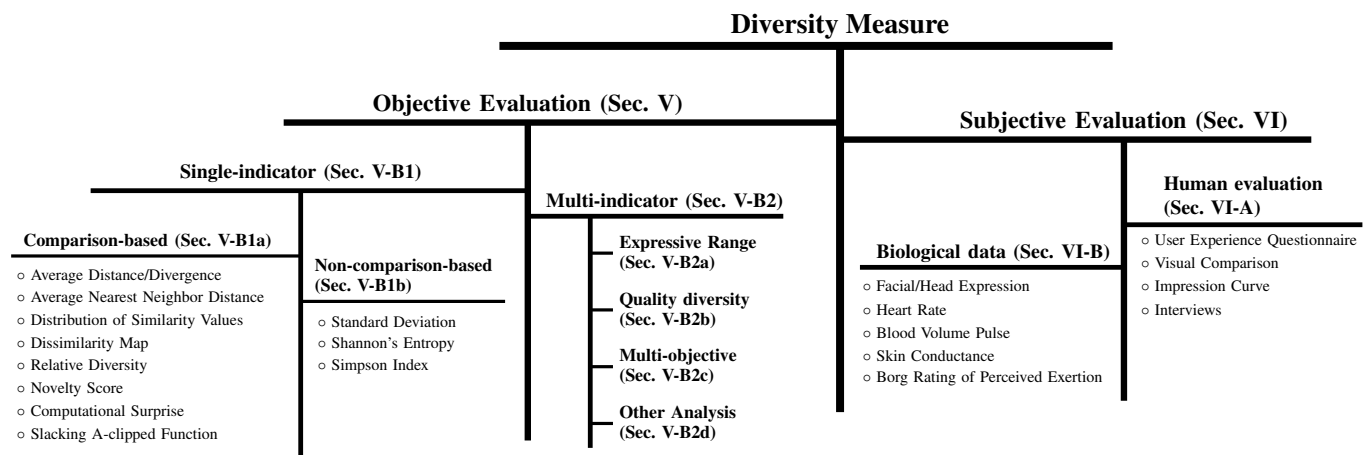 Diversity Measure
Objective Evaluation (Sec. V)
Single-indicator (Sec. V-B1)
Comparison-based (Sec. V-B1a)
○ Average Distance/Divergence
○ Average Nearest Neighbor Distance
○ Distribution of Similarity Values
○ Dissimilarity Map
○ Relative Diversity
○ Novelty Score
○ Computational Surprise
○ Slacking A-clipped Function
Non-comparison-based
(Sec. V-B1b)
○ Standard Deviation
○ Shannon's Entropy
○ Simpson Index
Multi-indicator (Sec. V-B2)
Expressive Range
(Sec. V-B2a)
Quality diversity
(Sec. V-B2b)
Multi-objective
(Sec. V-B2c)
Other Analysis
(Sec. V-B2d)
Subjective Evaluation (Sec. VI)
Biological data (Sec. VI-B)
○ Facial/Head Expression
○ Heart Rate
○ Blood Volume Pulse
○ Skin Conductance
○ Borg Rating of Perceived Exertion
Human evaluation
(Sec. VI-A)
○ User Experience Questionnaire
○ Visual Comparison
○ Impression Curve
○ Interviews